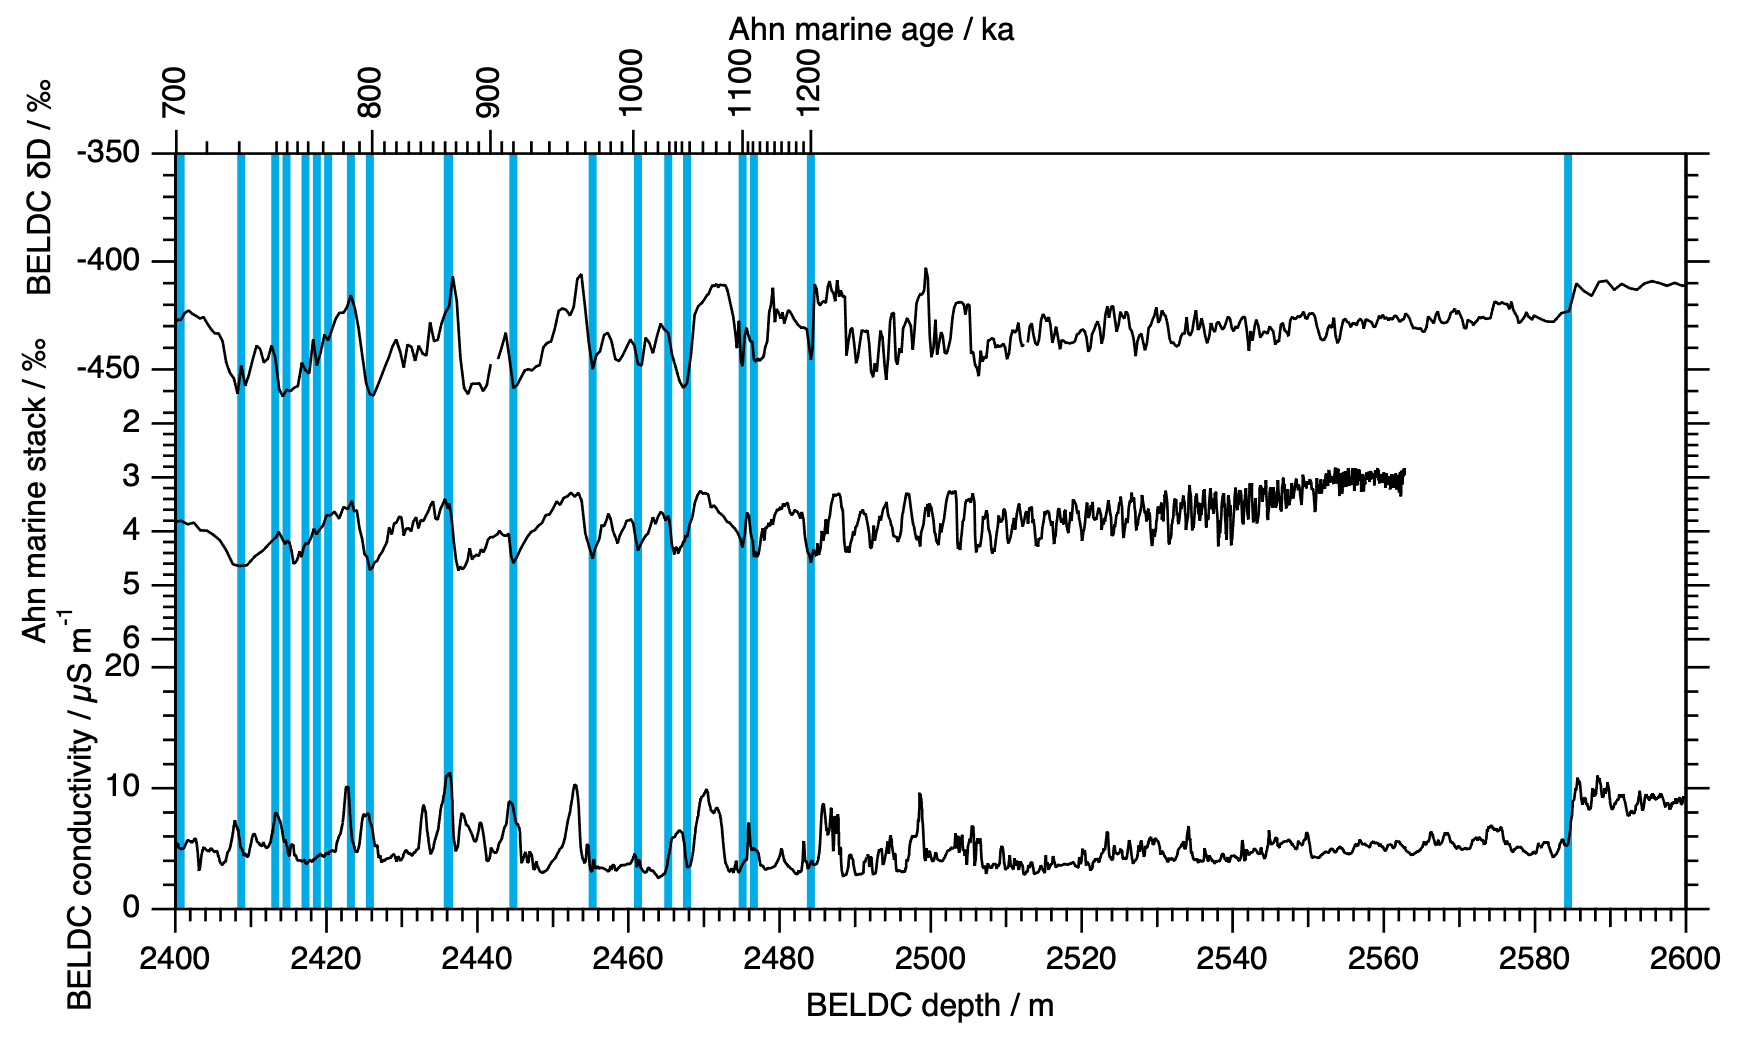 Ahn marine age / ka
700
800
900
1000
1100
1200
BELDC δD / ‰
-350
-400
-450
Ahn marine stack / ‰
2
3
4
5
6
BELDC conductivity / µS m⁻¹
20
10
0
2400 2420 2440 2460 2480 2500 2520 2540 2560 2580 2600
BELDC depth / m